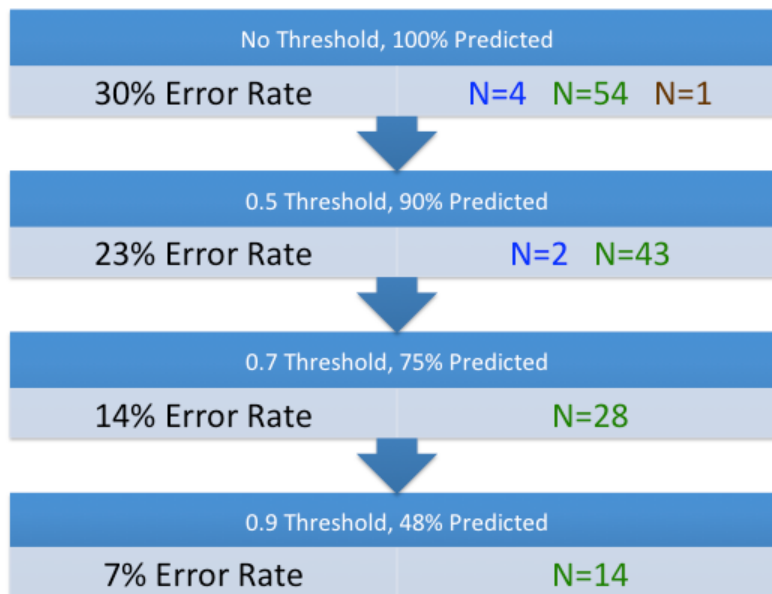 No Threshold, 100% Predicted
30% Error Rate N=4 N=54 N=1
0.5 Threshold, 90% Predicted
23% Error Rate N=2 N=43
0.7 Threshold, 75% Predicted
14% Error Rate N=28
0.9 Threshold, 48% Predicted
7% Error Rate N=14